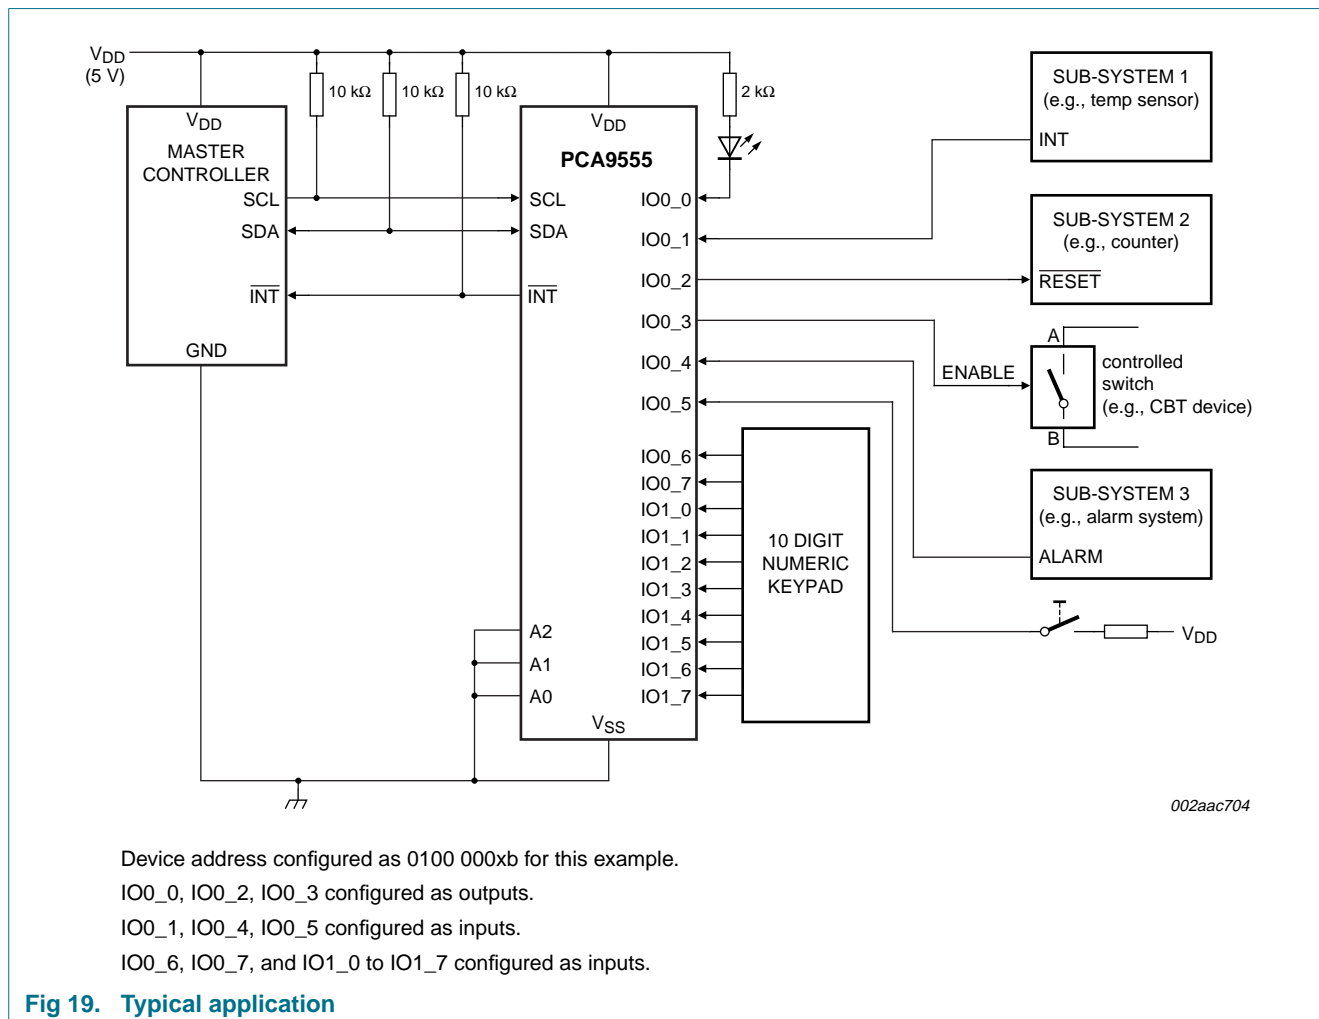 VDD
(5 V)
10 kΩ
10 kΩ
10 kΩ
2 kΩ
VDD
MASTER
CONTROLLER
SCL
SDA
INT
GND
VDD
PCA9555
SCL
SDA
INT
A2
A1
A0
VSS
IO0_0
IO0_1
IO0_2
IO0_3
IO0_4
IO0_5
IO0_6
IO0_7
IO1_0
IO1_1
IO1_2
IO1_3
IO1_4
IO1_5
IO1_6
IO1_7
10 DIGIT
NUMERIC
KEYPAD
SUB-SYSTEM 1
(e.g., temp sensor)
INT
SUB-SYSTEM 2
(e.g., counter)
RESET
A
ENABLE
B
controlled
switch
(e.g., CBT device)
SUB-SYSTEM 3
(e.g., alarm system)
ALARM
VDD
002aac704
Device address configured as 0100 000xb for this example.
IO0_0, IO0_2, IO0_3 configured as outputs.
IO0_1, IO0_4, IO0_5 configured as inputs.
IO0_6, IO0_7, and IO1_0 to IO1_7 configured as inputs.
Fig 19. Typical application